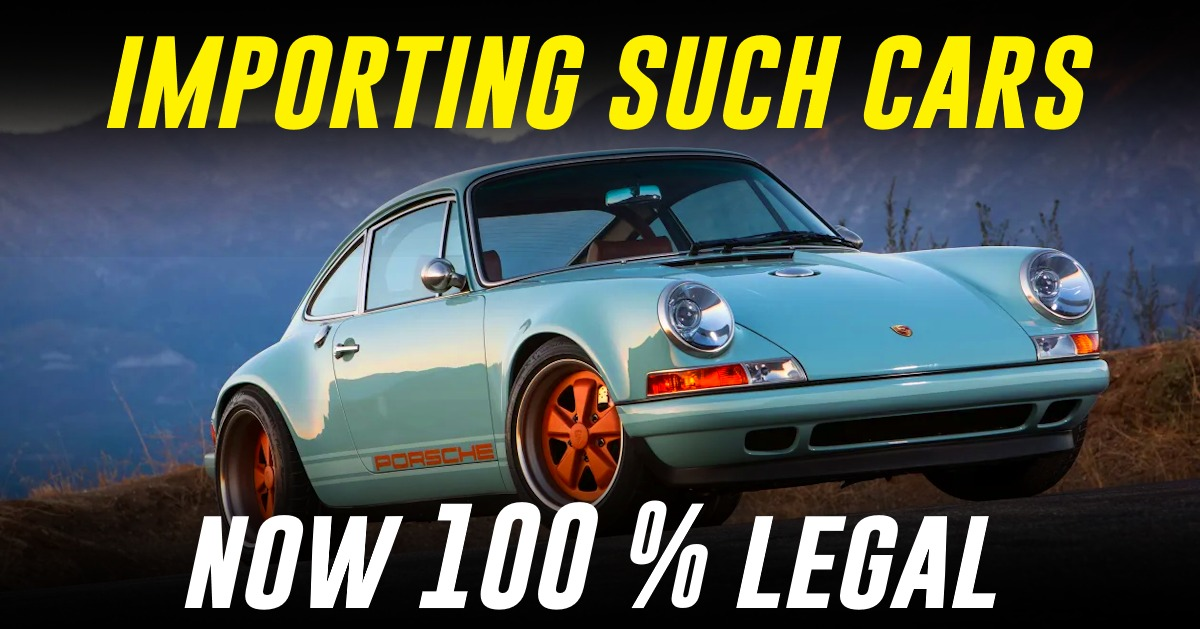 IMPORTING SUCH CARS
PORSCHE
NOW 100 % LEGAL